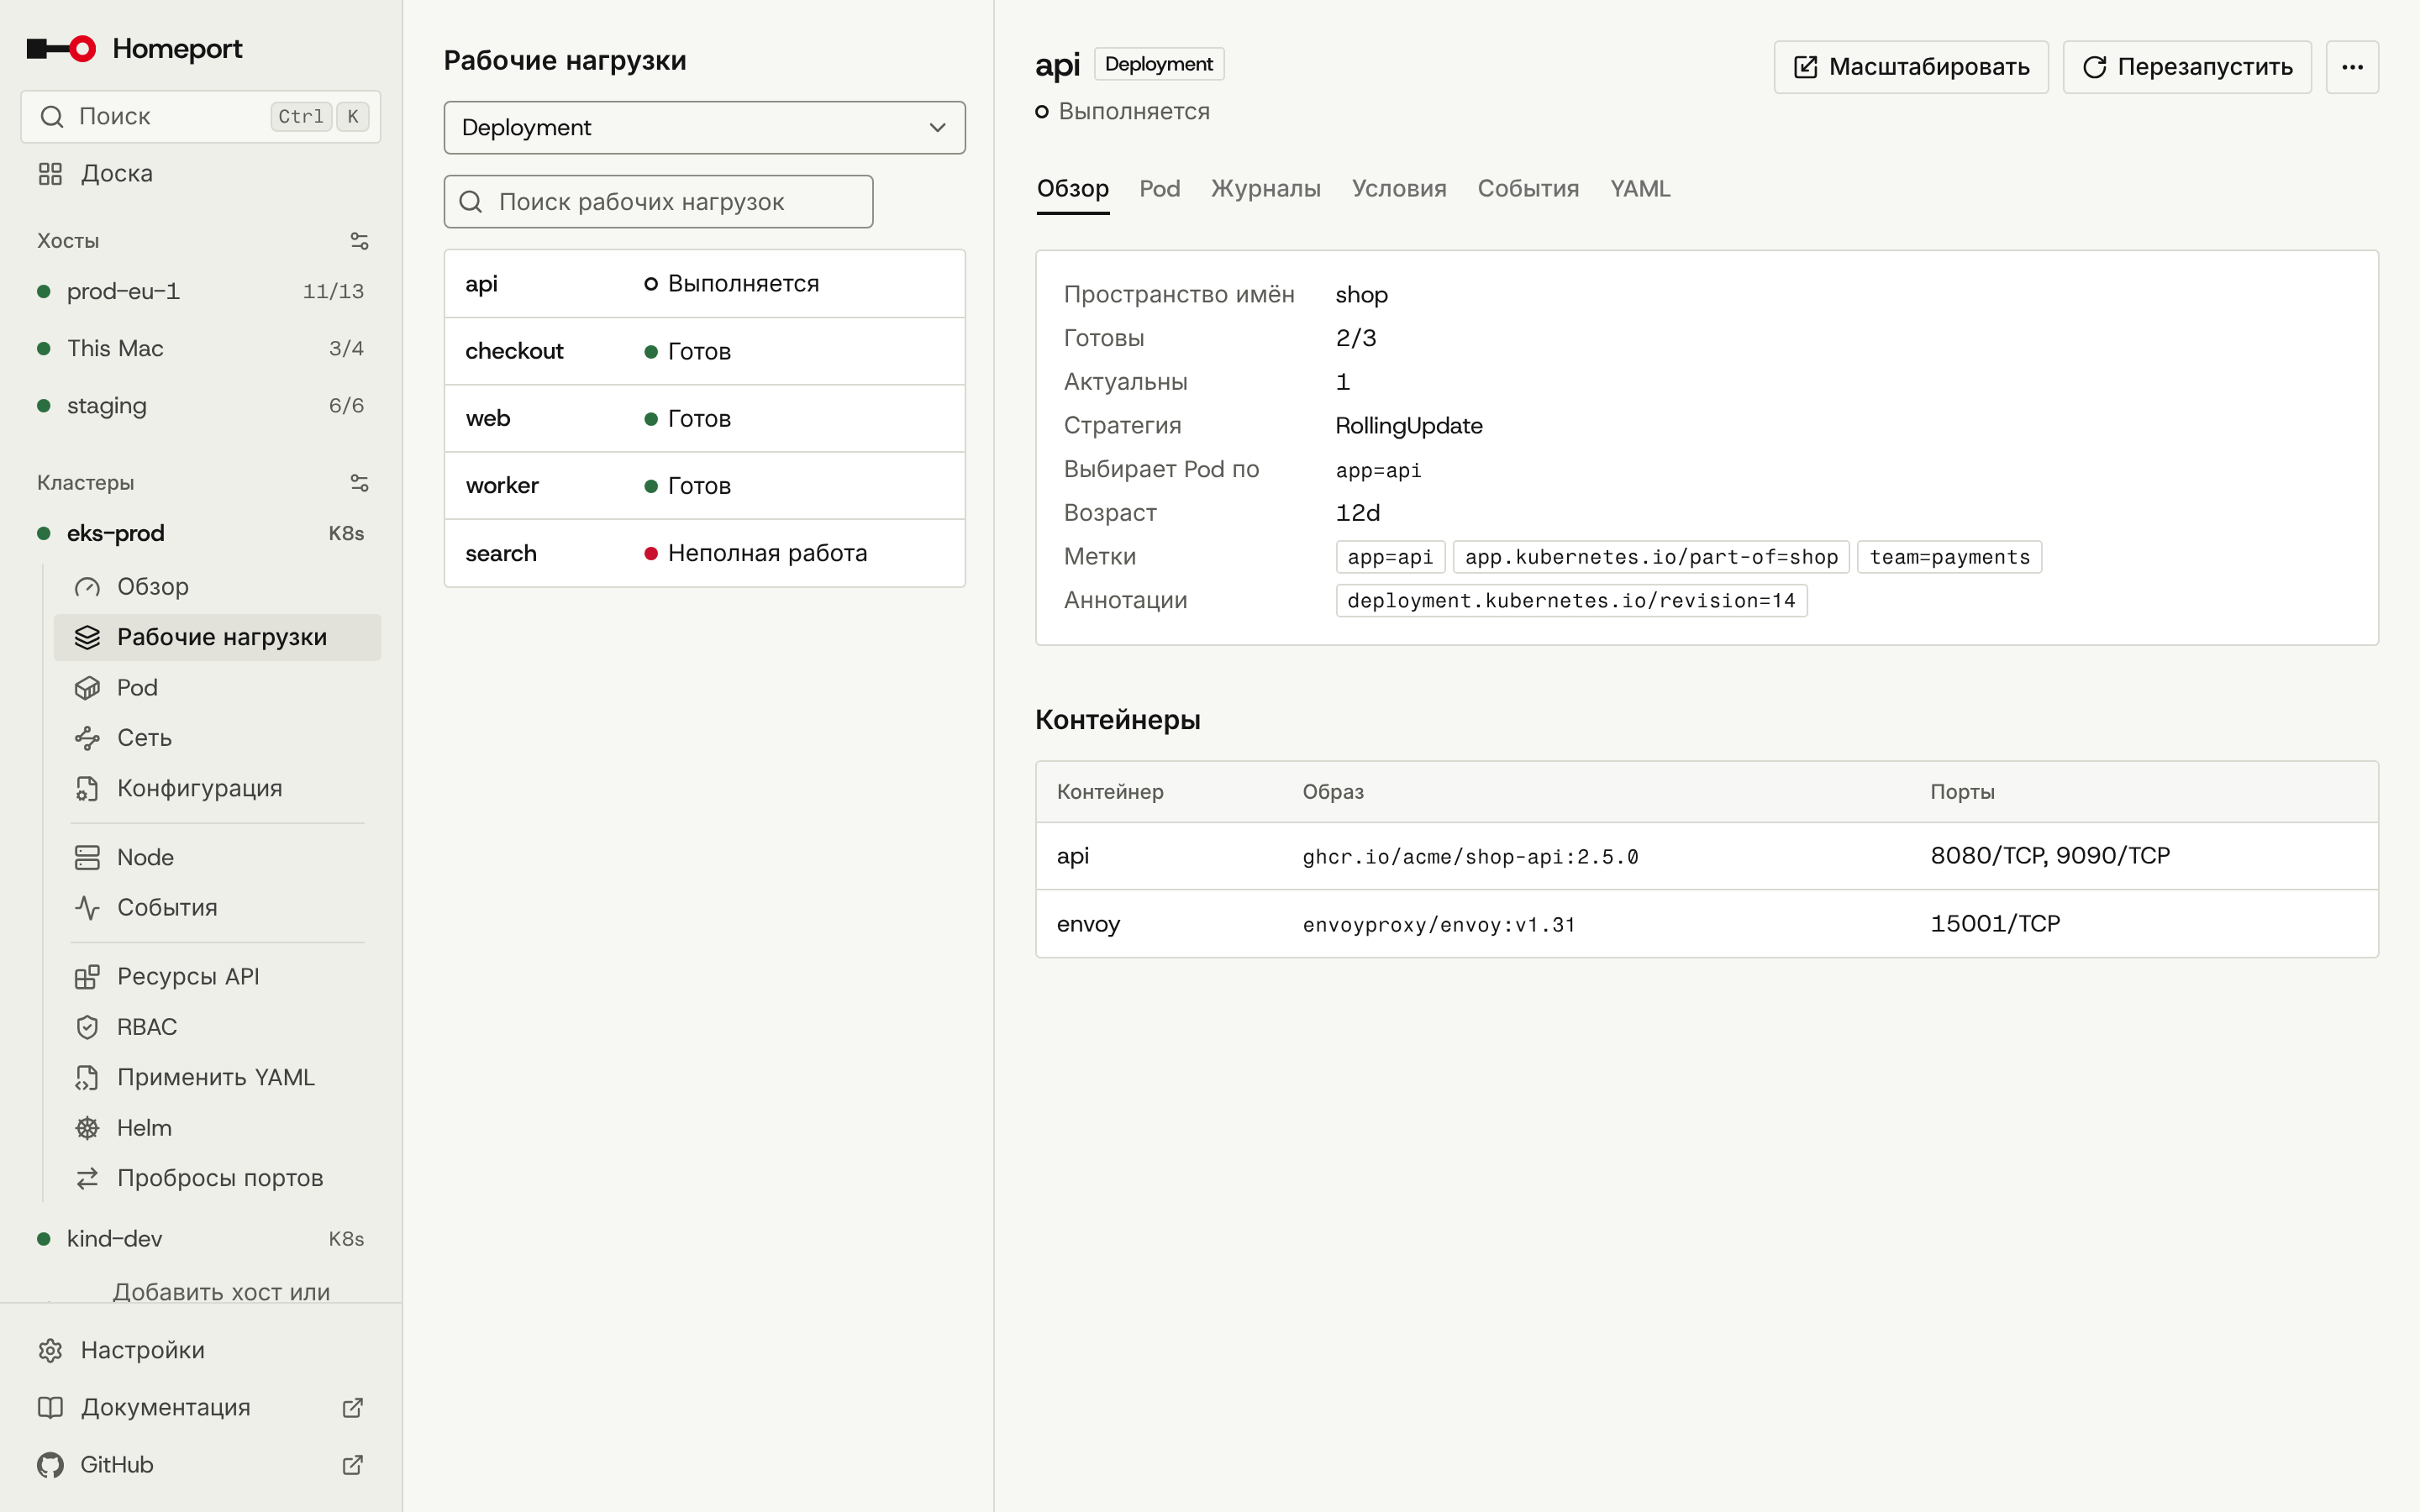 Homeport
Поиск Ctrl K
Доска
Хосты
prod-eu-1 11/13
This Mac 3/4
staging 6/6
Кластеры
eks-prod K8s
Обзор
Рабочие нагрузки
Pod
Сеть
Конфигурация
Node
События
Ресурсы API
RBAC
Применить YAML
Helm
Пробросы портов
kind-dev K8s
Добавить хост или
Настройки
Документация
GitHub
Рабочие нагрузки
Deployment
Поиск рабочих нагрузок
api Выполняется
checkout Готов
web Готов
worker Готов
search Неполная работа
api Deployment
Выполняется
Масштабировать Перезапустить
Обзор Pod Журналы Условия События YAML
Пространство имён shop
Готовы 2/3
Актуальны 1
Стратегия RollingUpdate
Выбирает Pod по app=api
Возраст 12d
Метки app=api app.kubernetes.io/part-of=shop team=payments
Аннотации deployment.kubernetes.io/revision=14
Контейнеры
Контейнер Образ Порты
api ghcr.io/acme/shop-api:2.5.0 8080/TCP, 9090/TCP
envoy envoyproxy/envoy:v1.31 15001/TCP